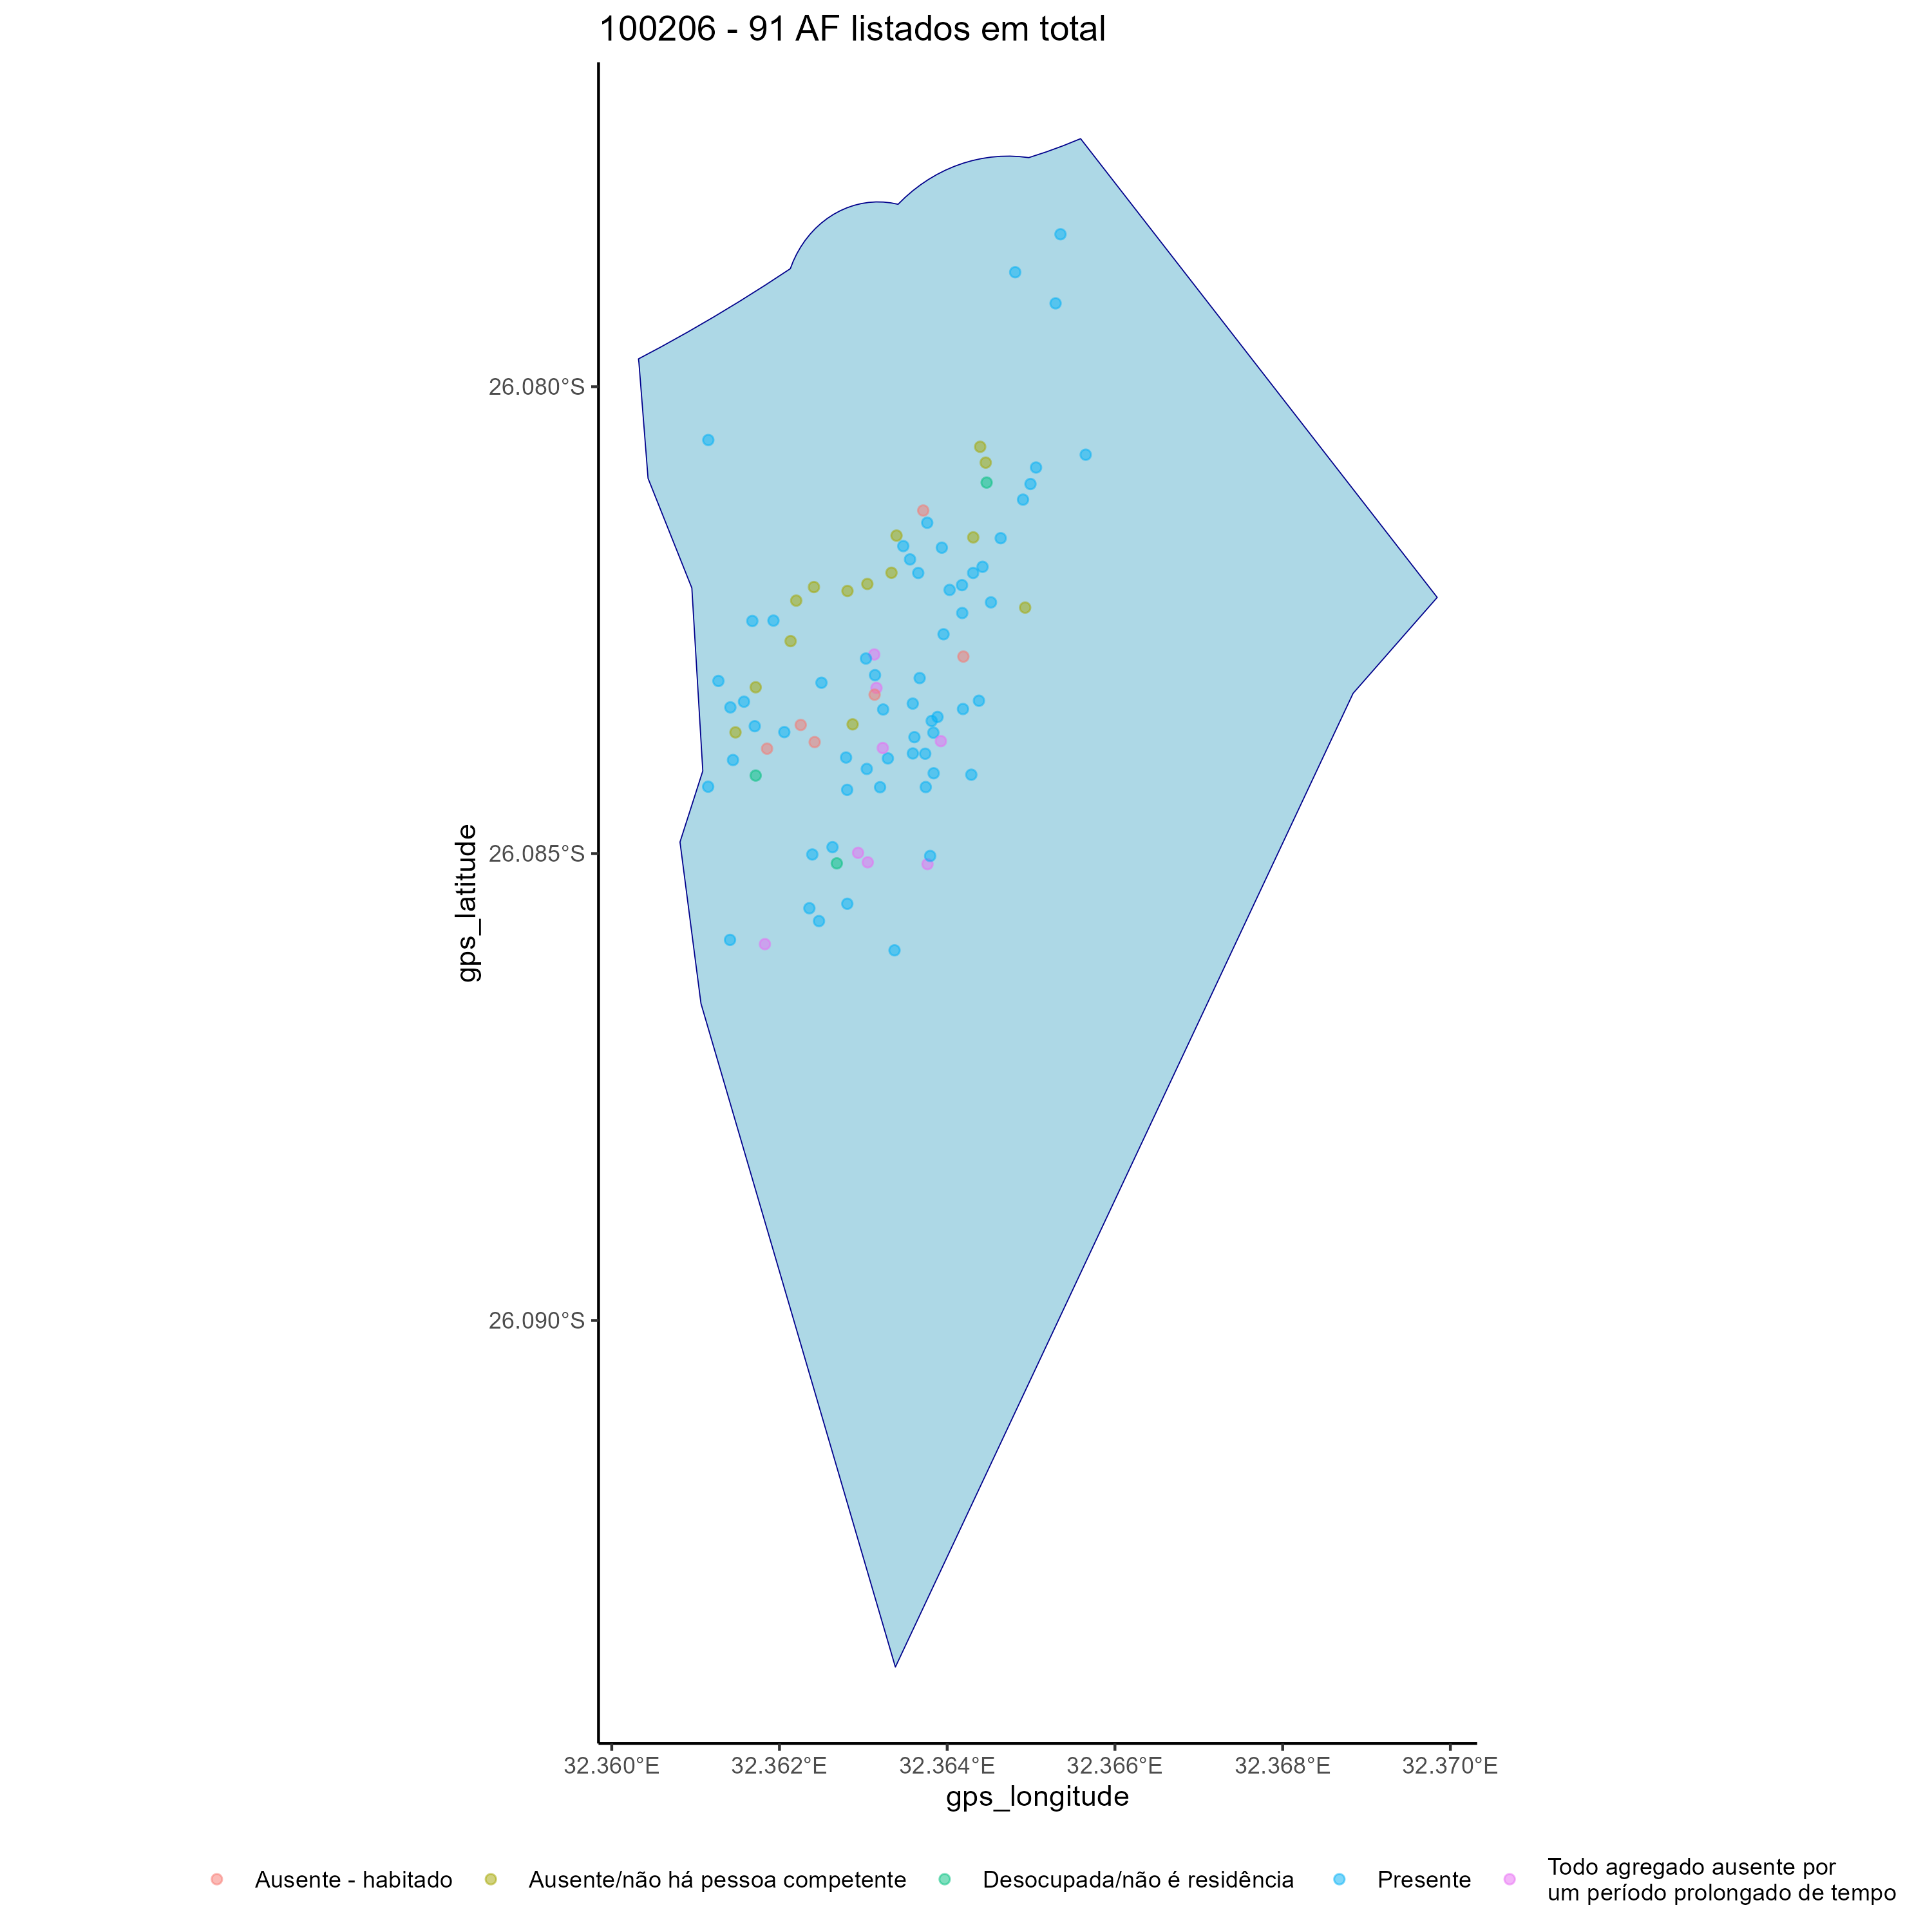 100206 - 91 AF listados em total
26.080°S
26.085°S
26.090°S
gps_latitude
32.360°E 32.362°E 32.364°E 32.366°E 32.368°E 32.370°E
gps_longitude
Ausente - habitado
Ausente/não há pessoa competente
Desocupada/não é residência
Presente
Todo agregado ausente por
um período prolongado de tempo